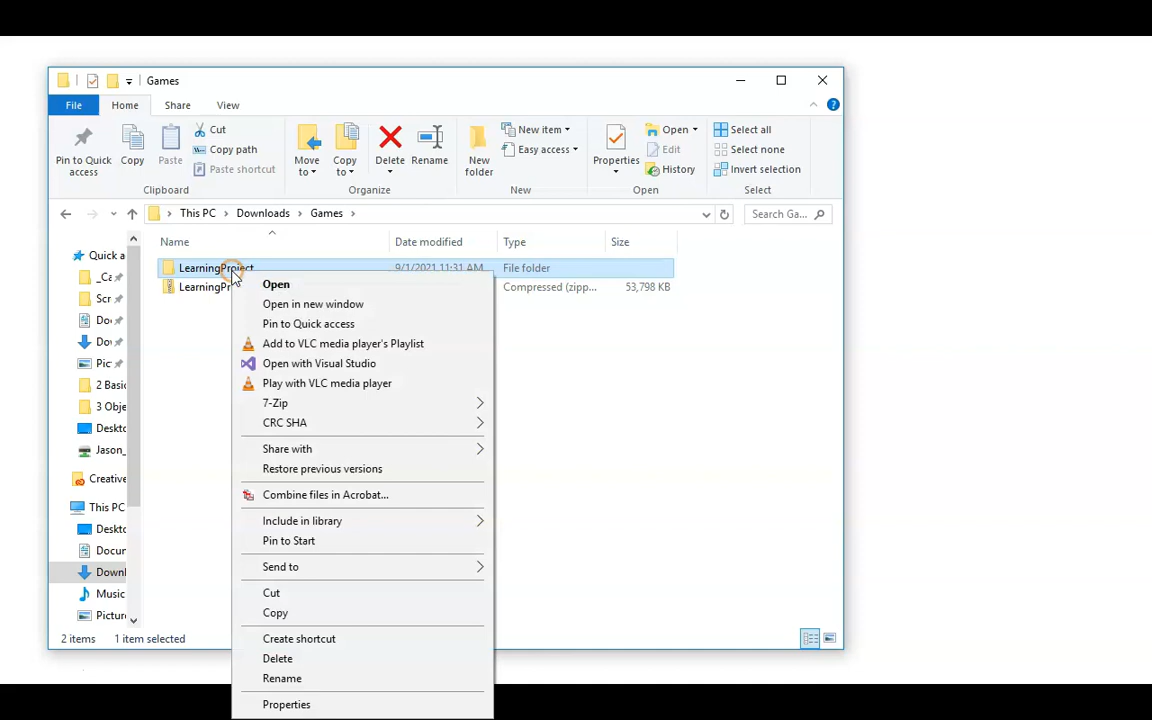 Games
File Home Share View
Pin to Quick access
Copy
Paste
Cut
Copy path
Paste shortcut
Clipboard
Move to
Copy to
Delete
Rename
Organize
New folder
New item
Easy access
New
Properties
Open
Edit
History
Open
Select all
Select none
Invert selection
Select
This PC Downloads Games
Search Ga...
Name Date modified Type Size
LearningProject 9/1/2021 11:31 AM File folder
LearningPr Compressed (zipp... 53,798 KB
Quick a
_Ca
Scr
Do
Pic
2 Basi
3 Obje
Deskto
Jason_
Creative
This PC
Deskto
Docum
Downl
Music
Picture
Open
Open in new window
Pin to Quick access
Add to VLC media player's Playlist
Open with Visual Studio
Play with VLC media player
7-Zip
CRC SHA
Share with
Restore previous versions
Combine files in Acrobat...
Include in library
Pin to Start
Send to
Cut
Copy
Create shortcut
Delete
Rename
Properties
2 items 1 item selected